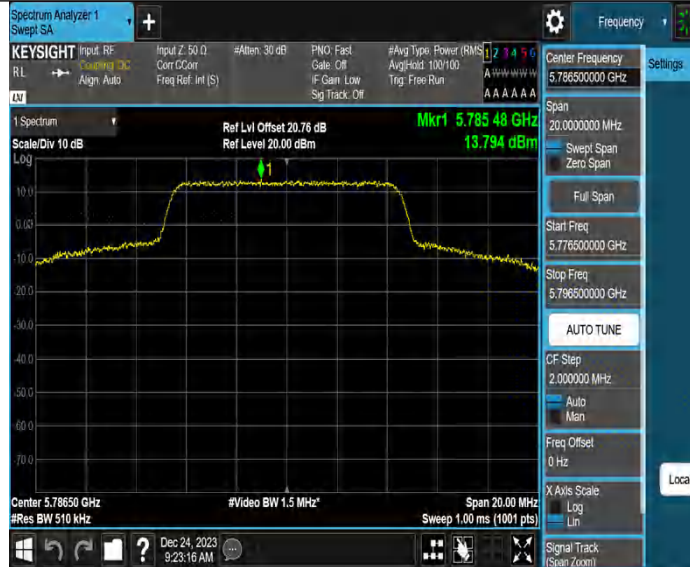 Spectrum Analyzer 1
Swept SA
+
Frequency
KEYSIGHT
RL
LXI
Input: RF
Coupling: DC
Align: Auto
Input Z: 50 Ω
Corr CCorr
Freq Ref: Int (S)
#Atten: 30 dB
PNO: Fast
Gate: Off
IF Gain: Low
Sig Track: Off
#Avg Type: Power (RMS
Avg|Hold: 100/100
Trig: Free Run
1 2 3 4 5 6
A W W W W W
A A A A A A
1 Spectrum
Scale/Div 10 dB
Log
Ref Lvl Offset 20.76 dB
Ref Level 20.00 dBm
Mkr1 5.785 48 GHz
13.794 dBm
1
10.0
0.00
-10.0
-20.0
-30.0
-40.0
-50.0
-60.0
-70.0
Center 5.78650 GHz
#Res BW 510 kHz
#Video BW 1.5 MHz*
Span 20.00 MHz
Sweep 1.00 ms (1001 pts)
Center Frequency
5.786500000 GHz
Settings
Span
20.0000000 MHz
Swept Span
Zero Span
Full Span
Start Freq
5.776500000 GHz
Stop Freq
5.796500000 GHz
AUTO TUNE
CF Step
2.000000 MHz
Auto
Man
Freq Offset
0 Hz
X Axis Scale
Log
Lin
Loca
Signal Track
(Span Zoom)
?
Dec 24, 2023
9:23:16 AM